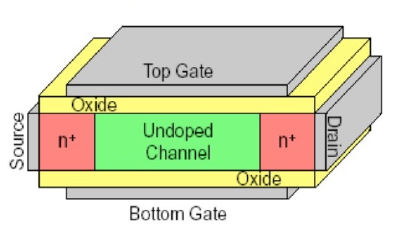 Top Gate
Oxide
Source
n+
Undoped
Channel
n+
Drain
Oxide
Bottom Gate